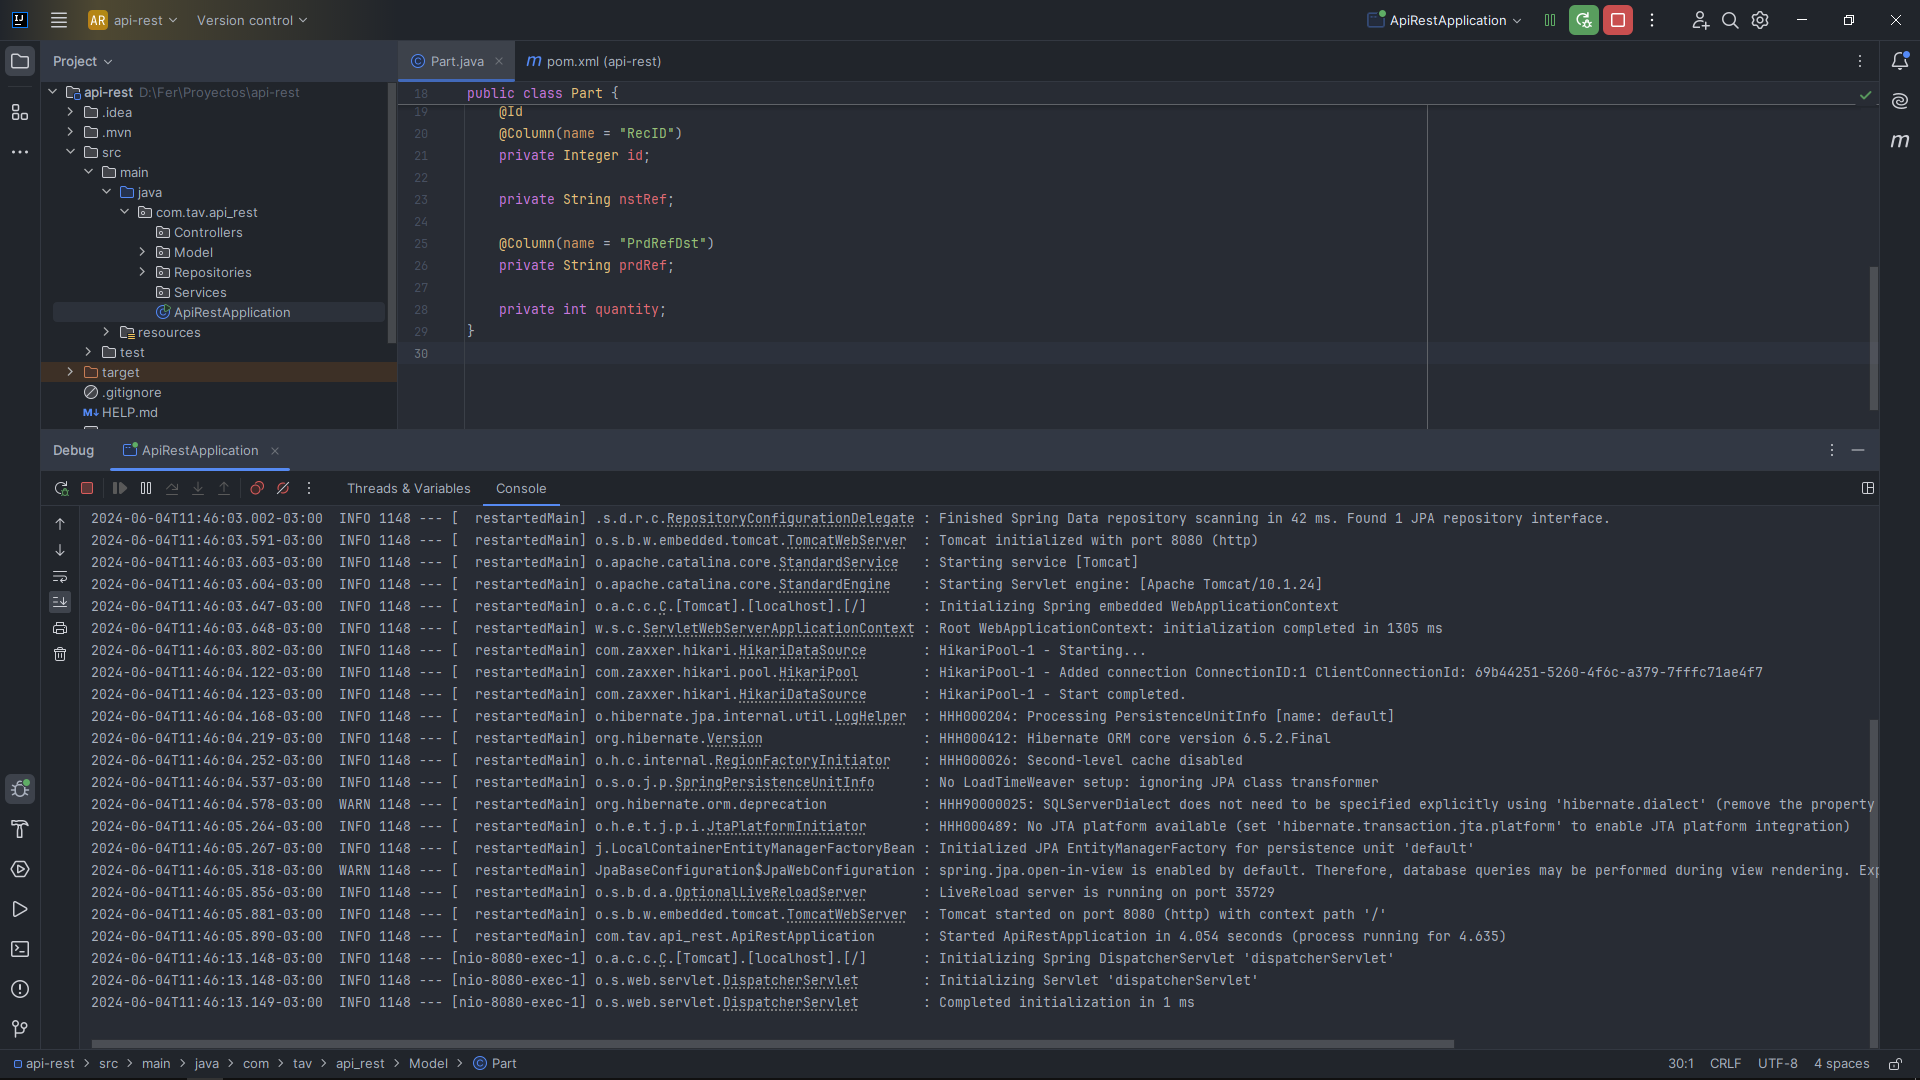 AR api-rest Version control ApiRestApplication
Project
Part.java pom.xml (api-rest)
api-rest D:\Fer\Proyectos\api-rest
.idea
.mvn
src
main
java
com.tav.api_rest
Controllers
Model
Repositories
Services
ApiRestApplication
resources
test
target
.gitignore
HELP.md
18 public class Part {
19 @Id
20 @Column(name = "RecID")
21 private Integer id;
22
23 private String nstRef;
24
25 @Column(name = "PrdRefDst")
26 private String prdRef;
27
28 private int quantity;
29 }
30
Debug ApiRestApplication
Threads & Variables Console
2024-06-04T11:46:03.002-03:00  INFO 1148 --- [  restartedMain] .s.d.r.c.RepositoryConfigurationDelegate : Finished Spring Data repository scanning in 42 ms. Found 1 JPA repository interface.
2024-06-04T11:46:03.591-03:00  INFO 1148 --- [  restartedMain] o.s.b.w.embedded.tomcat.TomcatWebServer  : Tomcat initialized with port 8080 (http)
2024-06-04T11:46:03.603-03:00  INFO 1148 --- [  restartedMain] o.apache.catalina.core.StandardService   : Starting service [Tomcat]
2024-06-04T11:46:03.604-03:00  INFO 1148 --- [  restartedMain] o.apache.catalina.core.StandardEngine    : Starting Servlet engine: [Apache Tomcat/10.1.24]
2024-06-04T11:46:03.647-03:00  INFO 1148 --- [  restartedMain] o.a.c.c.C.[Tomcat].[localhost].[/]       : Initializing Spring embedded WebApplicationContext
2024-06-04T11:46:03.648-03:00  INFO 1148 --- [  restartedMain] w.s.c.ServletWebServerApplicationContext : Root WebApplicationContext: initialization completed in 1305 ms
2024-06-04T11:46:03.802-03:00  INFO 1148 --- [  restartedMain] com.zaxxer.hikari.HikariDataSource       : HikariPool-1 - Starting...
2024-06-04T11:46:04.122-03:00  INFO 1148 --- [  restartedMain] com.zaxxer.hikari.pool.HikariPool        : HikariPool-1 - Added connection ConnectionID:1 ClientConnectionId: 69b44251-5260-4f6c-a379-7fffc71ae4f7
2024-06-04T11:46:04.123-03:00  INFO 1148 --- [  restartedMain] com.zaxxer.hikari.HikariDataSource       : HikariPool-1 - Start completed.
2024-06-04T11:46:04.168-03:00  INFO 1148 --- [  restartedMain] o.hibernate.jpa.internal.util.LogHelper  : HHH000204: Processing PersistenceUnitInfo [name: default]
2024-06-04T11:46:04.219-03:00  INFO 1148 --- [  restartedMain] org.hibernate.Version                    : HHH000412: Hibernate ORM core version 6.5.2.Final
2024-06-04T11:46:04.252-03:00  INFO 1148 --- [  restartedMain] o.h.c.internal.RegionFactoryInitiator    : HHH000026: Second-level cache disabled
2024-06-04T11:46:04.537-03:00  INFO 1148 --- [  restartedMain] o.s.o.j.p.SpringPersistenceUnitInfo      : No LoadTimeWeaver setup: ignoring JPA class transformer
2024-06-04T11:46:04.578-03:00  WARN 1148 --- [  restartedMain] org.hibernate.orm.deprecation            : HHH90000025: SQLServerDialect does not need to be specified explicitly using 'hibernate.dialect' (remove the property
2024-06-04T11:46:05.264-03:00  INFO 1148 --- [  restartedMain] o.h.e.t.j.p.i.JtaPlatformInitiator       : HHH000489: No JTA platform available (set 'hibernate.transaction.jta.platform' to enable JTA platform integration)
2024-06-04T11:46:05.267-03:00  INFO 1148 --- [  restartedMain] j.LocalContainerEntityManagerFactoryBean : Initialized JPA EntityManagerFactory for persistence unit 'default'
2024-06-04T11:46:05.318-03:00  WARN 1148 --- [  restartedMain] JpaBaseConfiguration$JpaWebConfiguration : spring.jpa.open-in-view is enabled by default. Therefore, database queries may be performed during view rendering. Exp
2024-06-04T11:46:05.856-03:00  INFO 1148 --- [  restartedMain] o.s.b.d.a.OptionalLiveReloadServer       : LiveReload server is running on port 35729
2024-06-04T11:46:05.881-03:00  INFO 1148 --- [  restartedMain] o.s.b.w.embedded.tomcat.TomcatWebServer  : Tomcat started on port 8080 (http) with context path '/'
2024-06-04T11:46:05.890-03:00  INFO 1148 --- [  restartedMain] com.tav.api_rest.ApiRestApplication      : Started ApiRestApplication in 4.054 seconds (process running for 4.635)
2024-06-04T11:46:13.148-03:00  INFO 1148 --- [nio-8080-exec-1] o.a.c.c.C.[Tomcat].[localhost].[/]       : Initializing Spring DispatcherServlet 'dispatcherServlet'
2024-06-04T11:46:13.149-03:00  INFO 1148 --- [nio-8080-exec-1] o.s.web.servlet.DispatcherServlet        : Initializing Servlet 'dispatcherServlet'
2024-06-04T11:46:13.149-03:00  INFO 1148 --- [nio-8080-exec-1] o.s.web.servlet.DispatcherServlet        : Completed initialization in 1 ms
api-rest > src > main > java > com > tav > api_rest > Model > Part 30:1 CRLF UTF-8 4 spaces